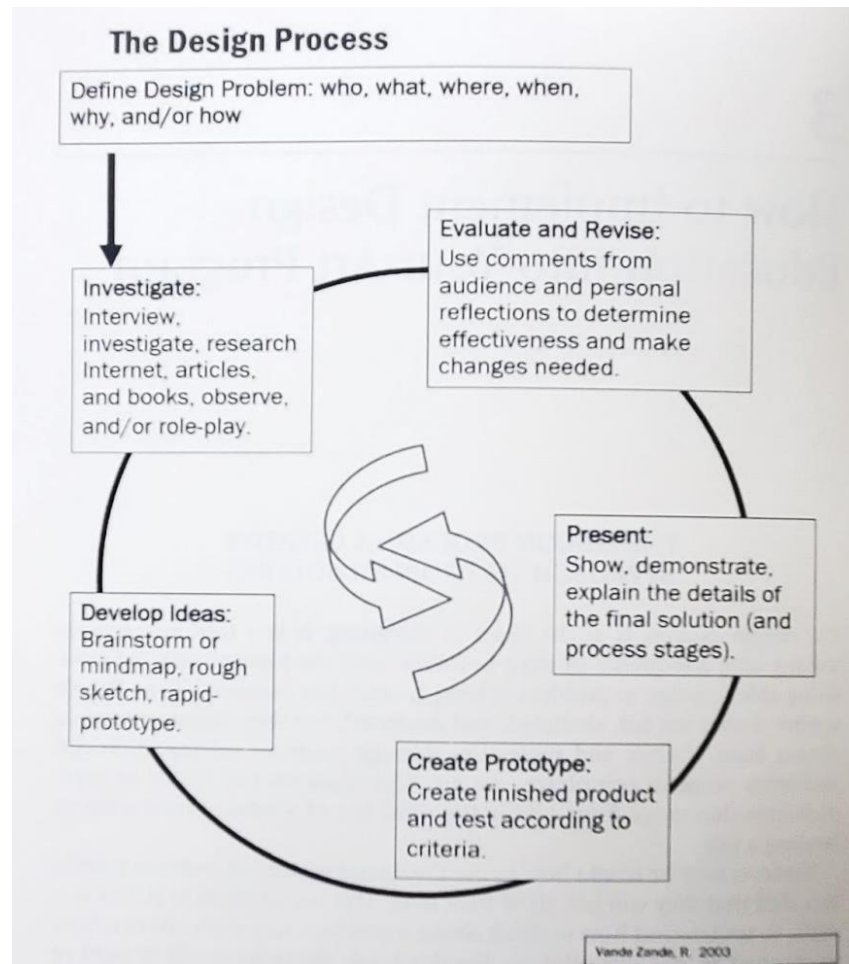 The Design Process
Define Design Problem: who, what, where, when,
why, and/or how
Investigate:
Interview,
investigate, research
Internet, articles,
and books, observe,
and/or role-play.
Evaluate and Revise:
Use comments from
audience and personal
reflections to determine
effectiveness and make
changes needed.
Develop Ideas:
Brainstorm or
mindmap, rough
sketch, rapid-
prototype.
Present:
Show, demonstrate,
explain the details of
the final solution (and
process stages).
Create Prototype:
Create finished product
and test according to
criteria.
Vande Zande, R. 2003